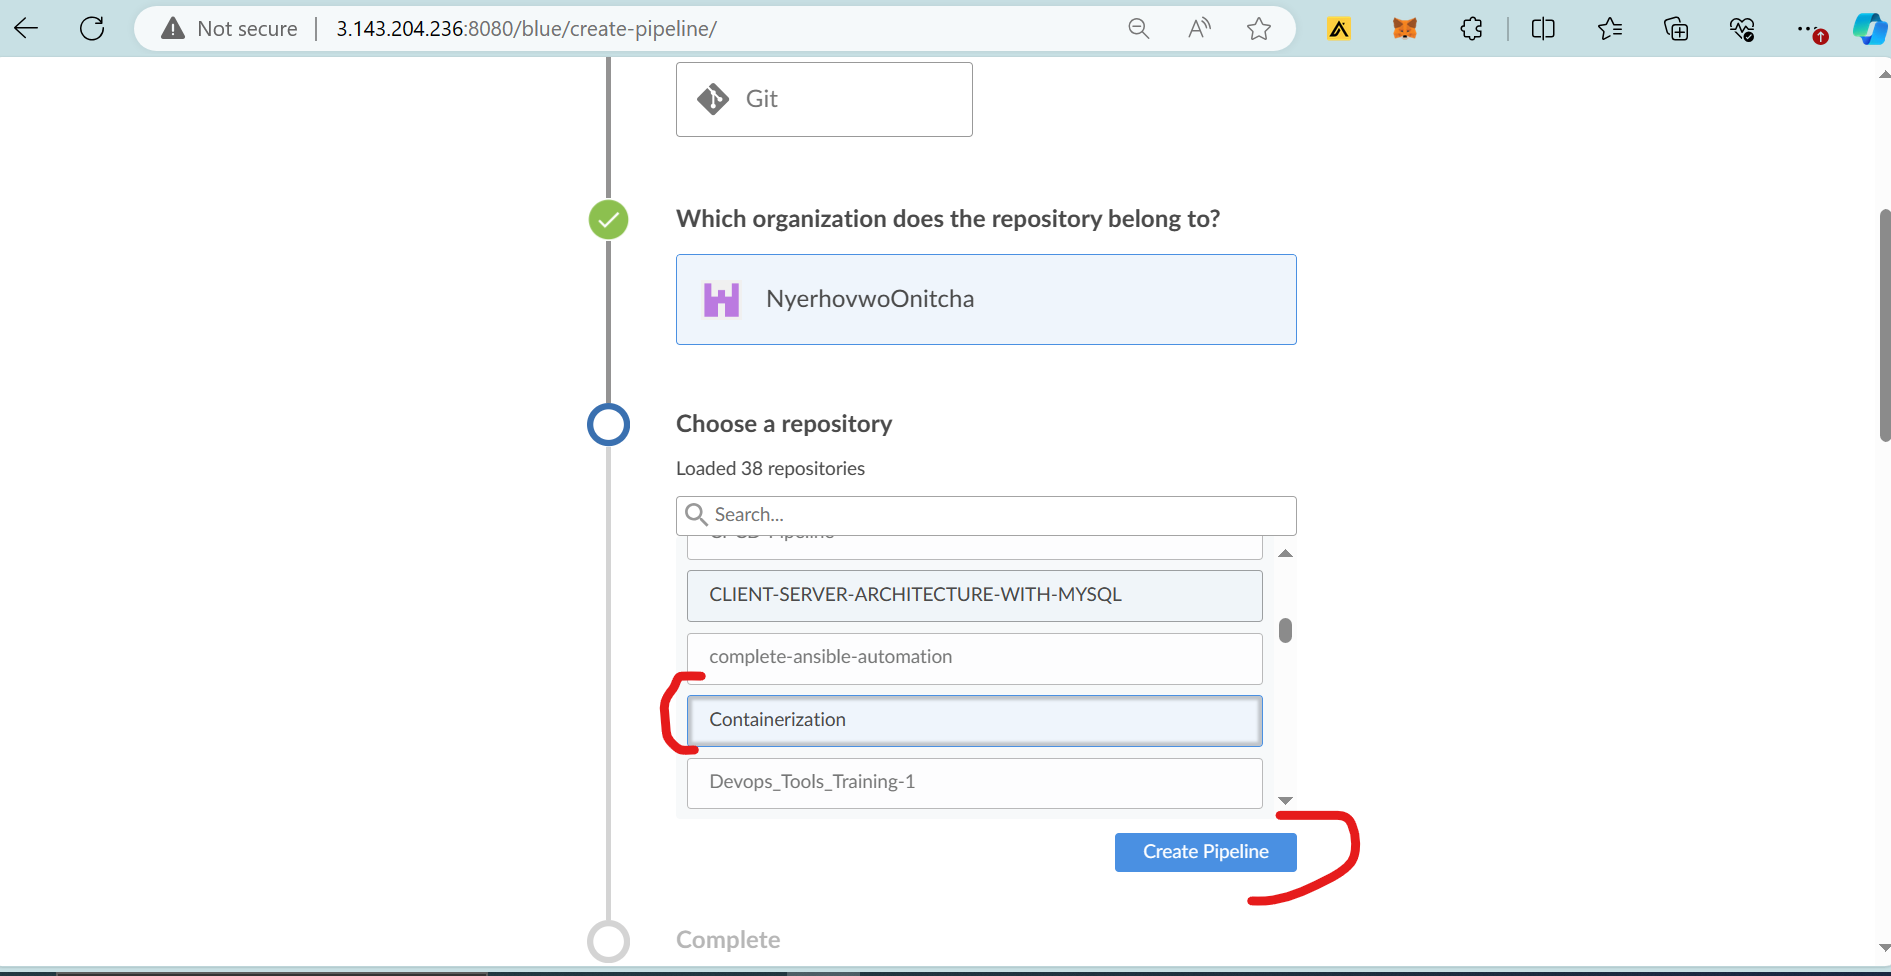 Not secure
3.143.204.236:8080/blue/create-pipeline/
Git
Which organization does the repository belong to?
NyerhovwoOnitcha
Choose a repository
Loaded 38 repositories
Search...
CLIENT-SERVER-ARCHITECTURE-WITH-MYSQL
complete-ansible-automation
Containerization
Devops_Tools_Training-1
Create Pipeline
Complete